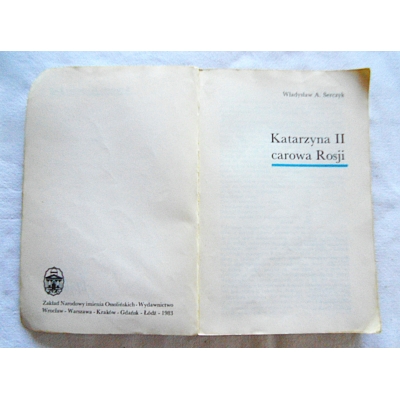 Zakład Narodowy imienia Ossolińskich - Wydawnictwo
Wrocław - Warszawa - Kraków - Gdańsk - Łódź - 1983
Władysław A. Serczyk
Katarzyna II
carowa Rosji